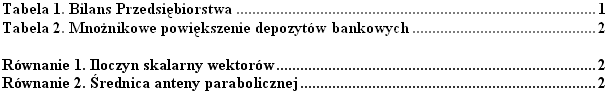 Tabela 1. Bilans Przedsiębiorstwa ........................................................................................ 1
Tabela 2. Mnożnikowe powiększenie depozytów bankowych ............................................. 2
Równanie 1. Iloczyn skalarny wektorów ............................................................................... 2
Równanie 2. Średnica anteny parabolicznej ......................................................................... 2